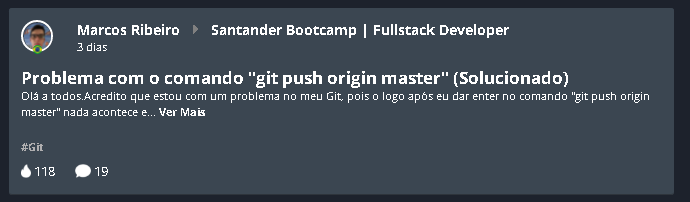 Marcos Ribeiro Santander Bootcamp | Fullstack Developer
3 dias
Problema com o comando "git push origin master" (Solucionado)
Olá a todos.Acredito que estou com um problema no meu Git, pois o logo após eu dar enter no comando "git push origin
master" nada acontece e... Ver Mais
#Git
118 19